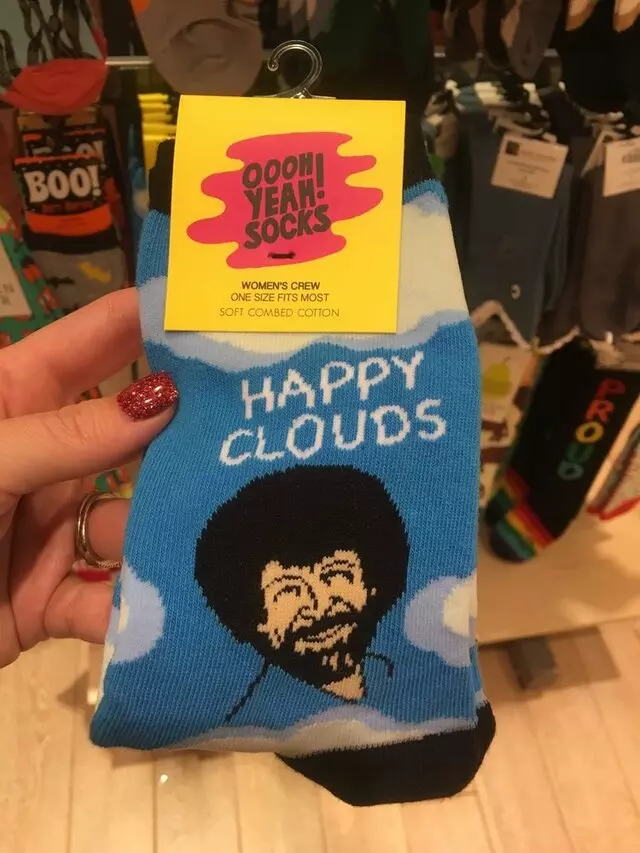 OOOH
YEAH!
SOCKS
WOMEN'S CREW
ONE SIZE FITS MOST
SOFT COMBED COTTON
HAPPY
CLOUDS
BOO!
PROUD